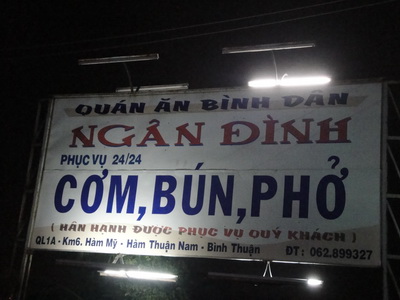 QUÁN ĂN BÌNH DÂN
NGÂN ĐÌNH
PHỤC VỤ 24/24
CƠM,BÚN,PHỞ
( HÂN HẠNH ĐƯỢC PHỤC VỤ QUÝ KHÁCH )
QL1A - Km6. Hàm Mỹ - Hàm Thuận Nam - Bình Thuận ĐT: 062.899327